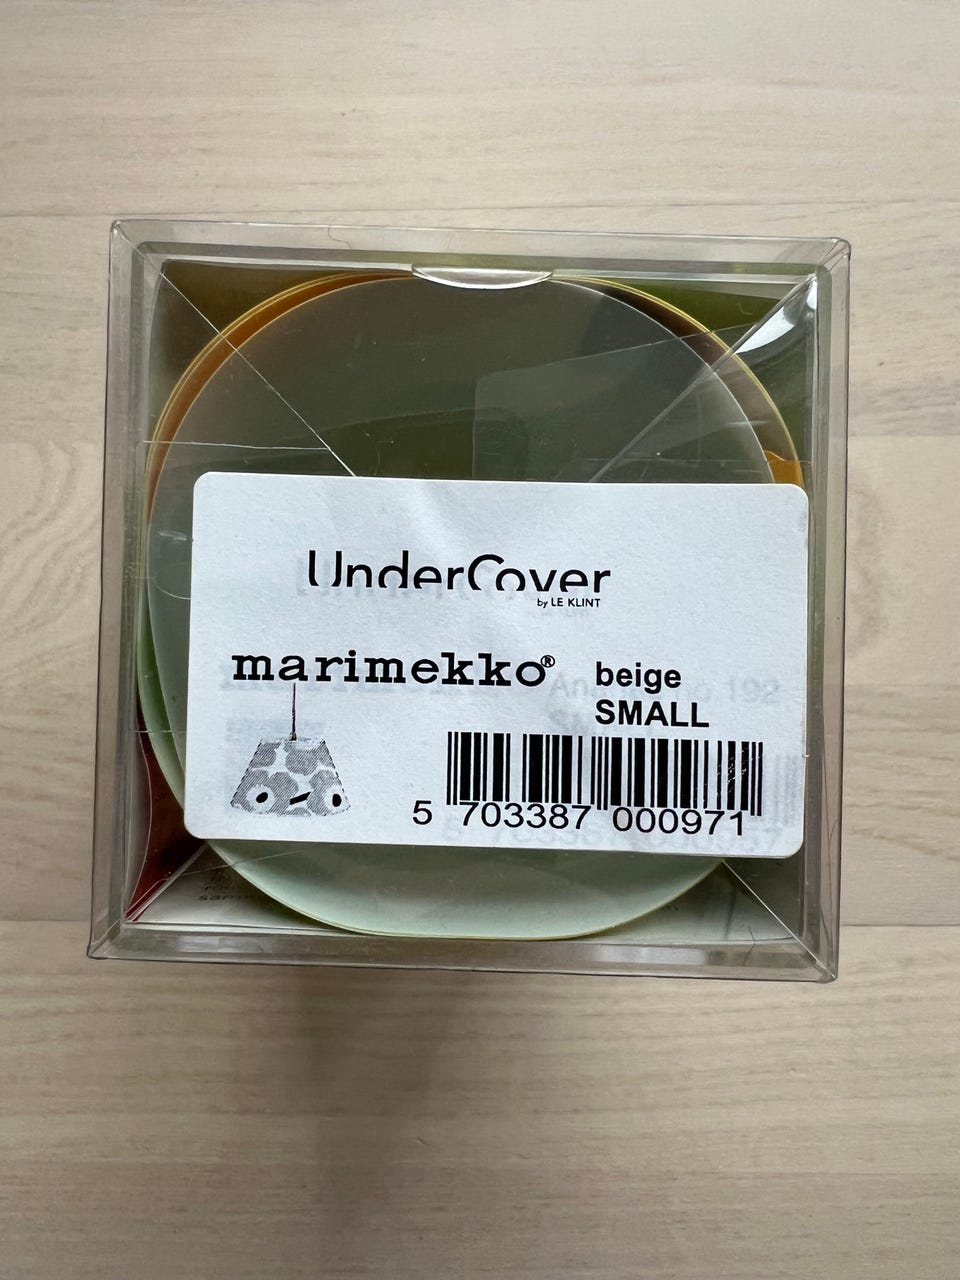 UnderCover
by LE KLINT
marimekko®
beige
SMALL
5 703387 000971